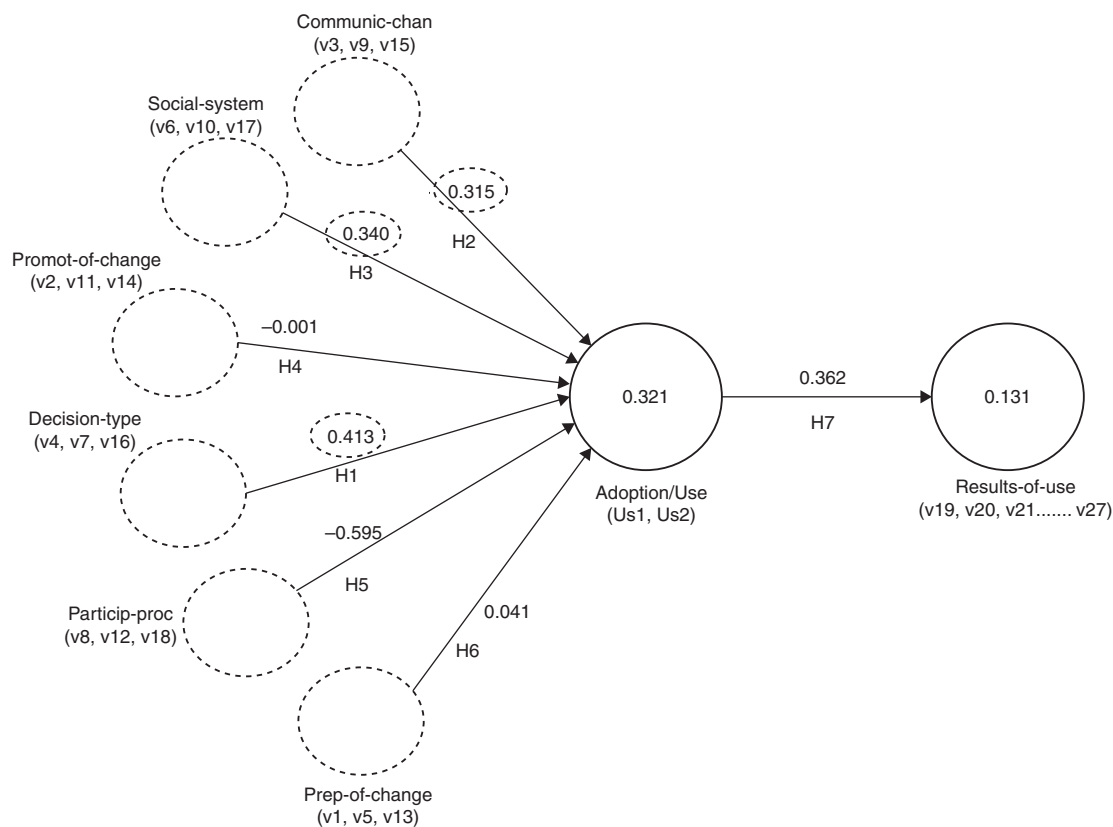 Communic-chan
(v3, v9, v15)
Social-system
(v6, v10, v17)
0.315
H2
0.340
H3
Promot-of-change
(v2, v11, v14)
–0.001
H4
Decision-type
(v4, v7, v16)
0.413
H1
0.321
Adoption/Use
(Us1, Us2)
0.362
H7
0.131
Results-of-use
(v19, v20, v21....... v27)
–0.595
H5
Particip-proc
(v8, v12, v18)
0.041
H6
Prep-of-change
(v1, v5, v13)